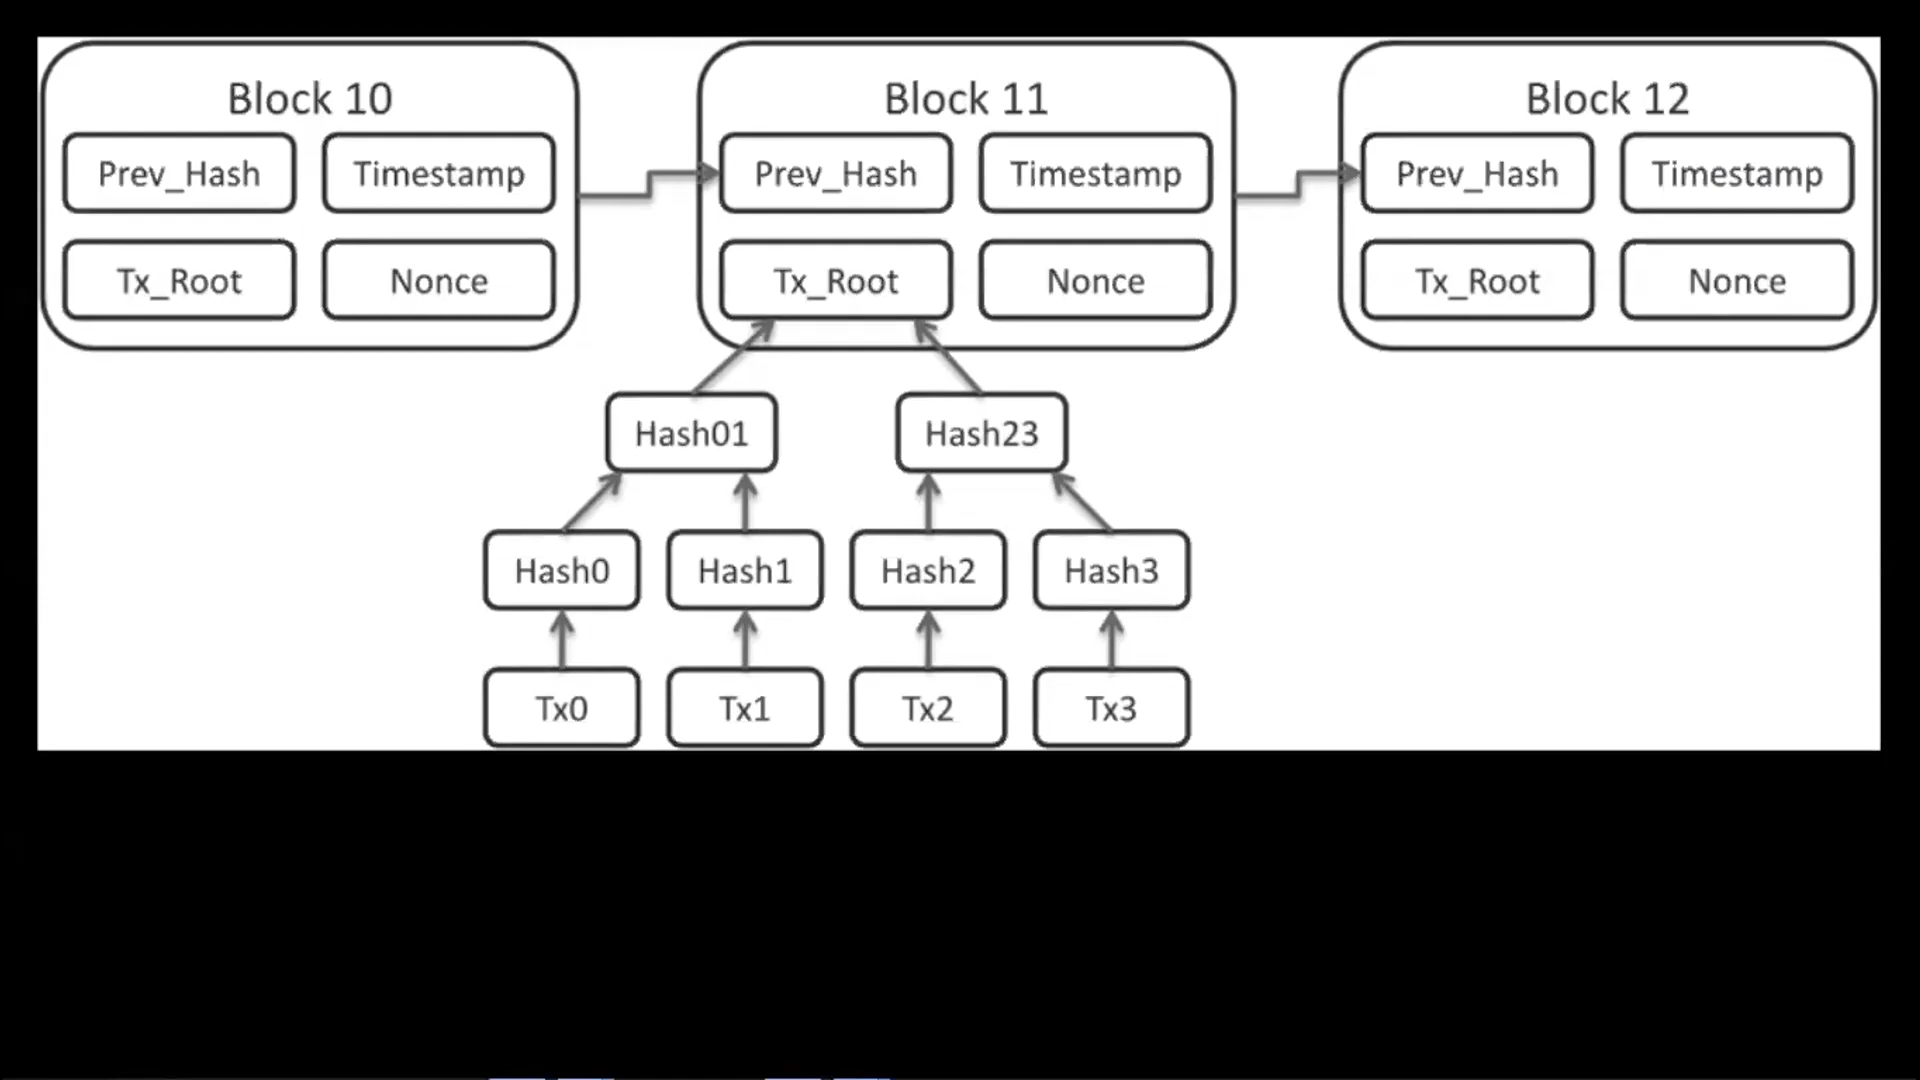 Block 10 Block 11 Block 12
Prev_Hash Timestamp Prev_Hash Timestamp Prev_Hash Timestamp
Tx_Root Nonce Tx_Root Nonce Tx_Root Nonce
Hash01 Hash23
Hash0 Hash1 Hash2 Hash3
Tx0 Tx1 Tx2 Tx3